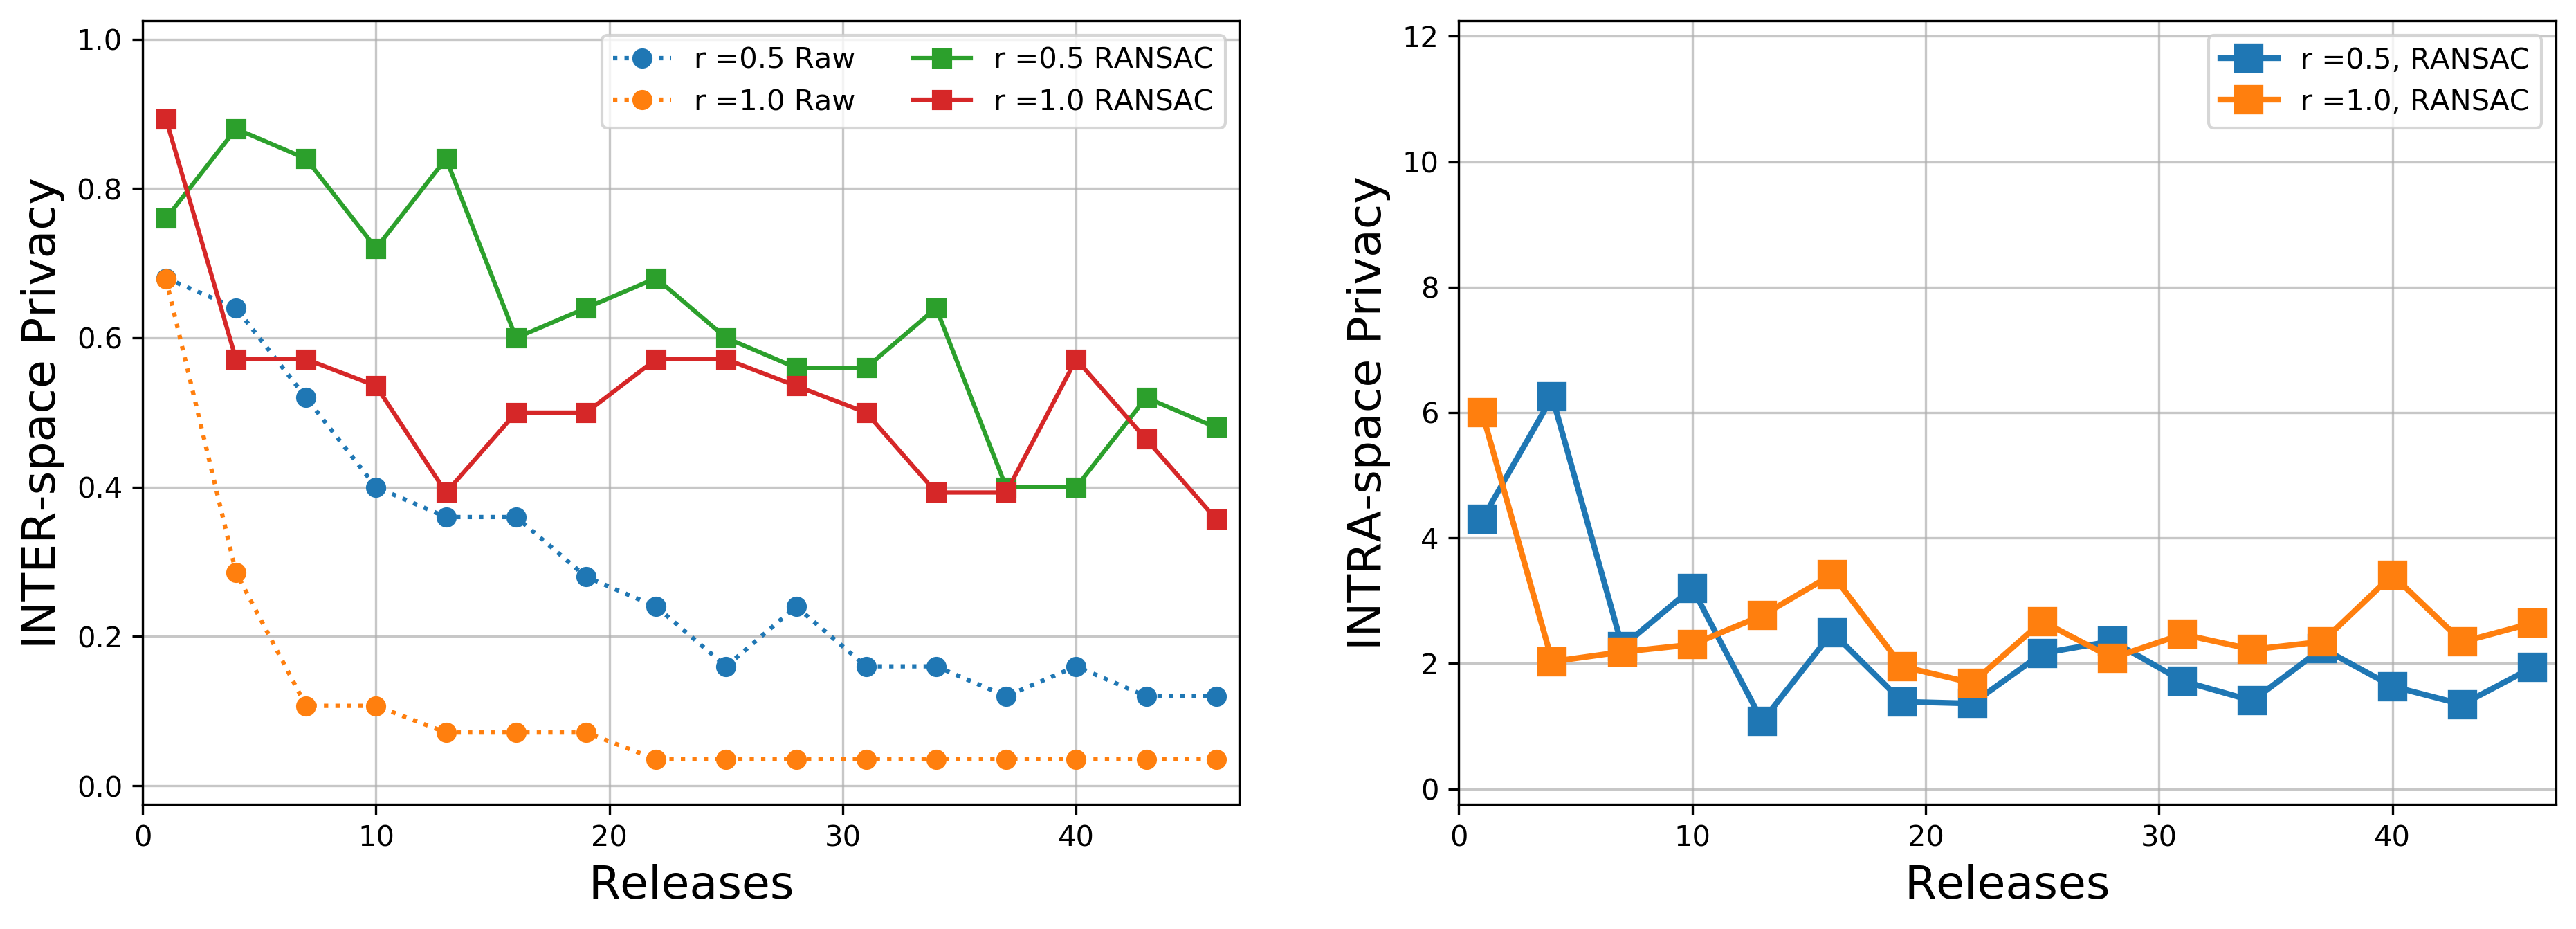 INTER-space Privacy
1.0
0.8
0.6
0.4
0.2
0.0
r =0.5 Raw
r =1.0 Raw
r =0.5 RANSAC
r =1.0 RANSAC
0 10 20 30 40
Releases
INTRA-space Privacy
12
10
8
6
4
2
0
r =0.5, RANSAC
r =1.0, RANSAC
0 10 20 30 40
Releases